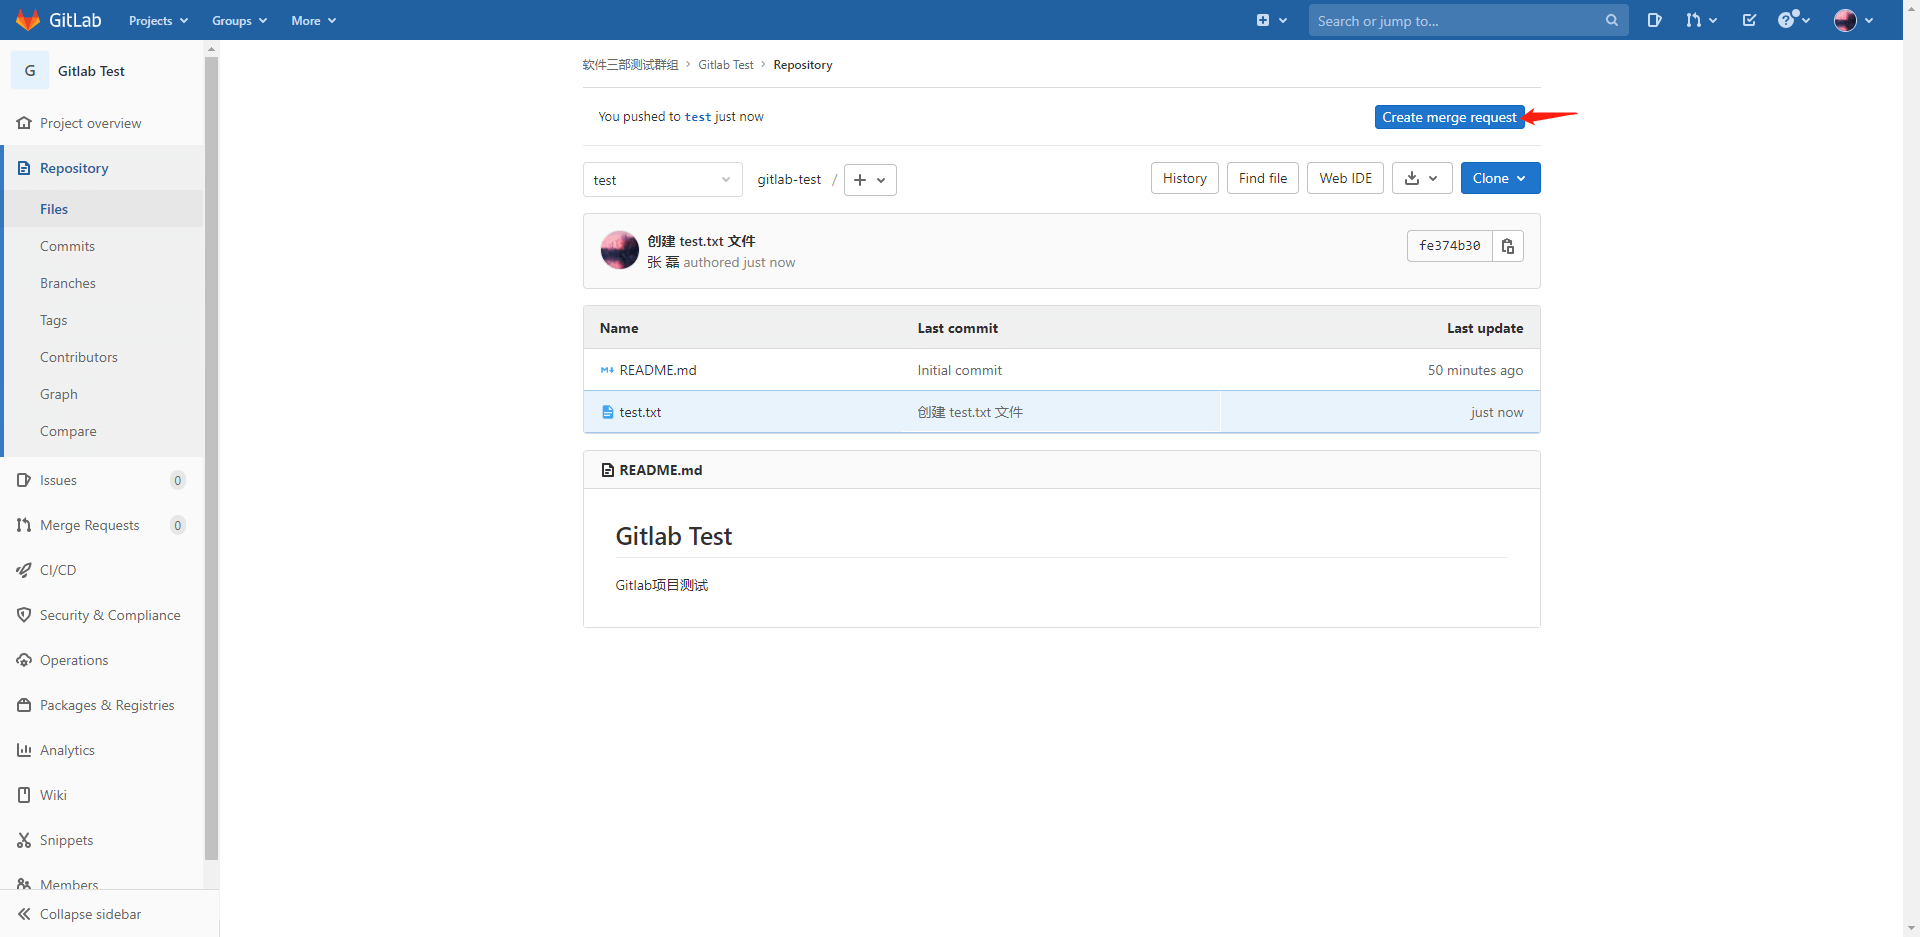 GitLab Projects Groups More Search or jump to...
G Gitlab Test
Project overview
Repository
Files
Commits
Branches
Tags
Contributors
Graph
Compare
Issues 0
Merge Requests 0
CI/CD
Security & Compliance
Operations
Packages & Registries
Analytics
Wiki
Snippets
Members
Collapse sidebar
软件三部测试群组 › Gitlab Test › Repository
You pushed to test just now Create merge request
test gitlab-test / + History Find file Web IDE Clone
创建 test.txt 文件
张 磊 authored just now fe374b30
Name Last commit Last update
README.md Initial commit 50 minutes ago
test.txt 创建 test.txt 文件 just now
README.md
Gitlab Test
Gitlab项目测试